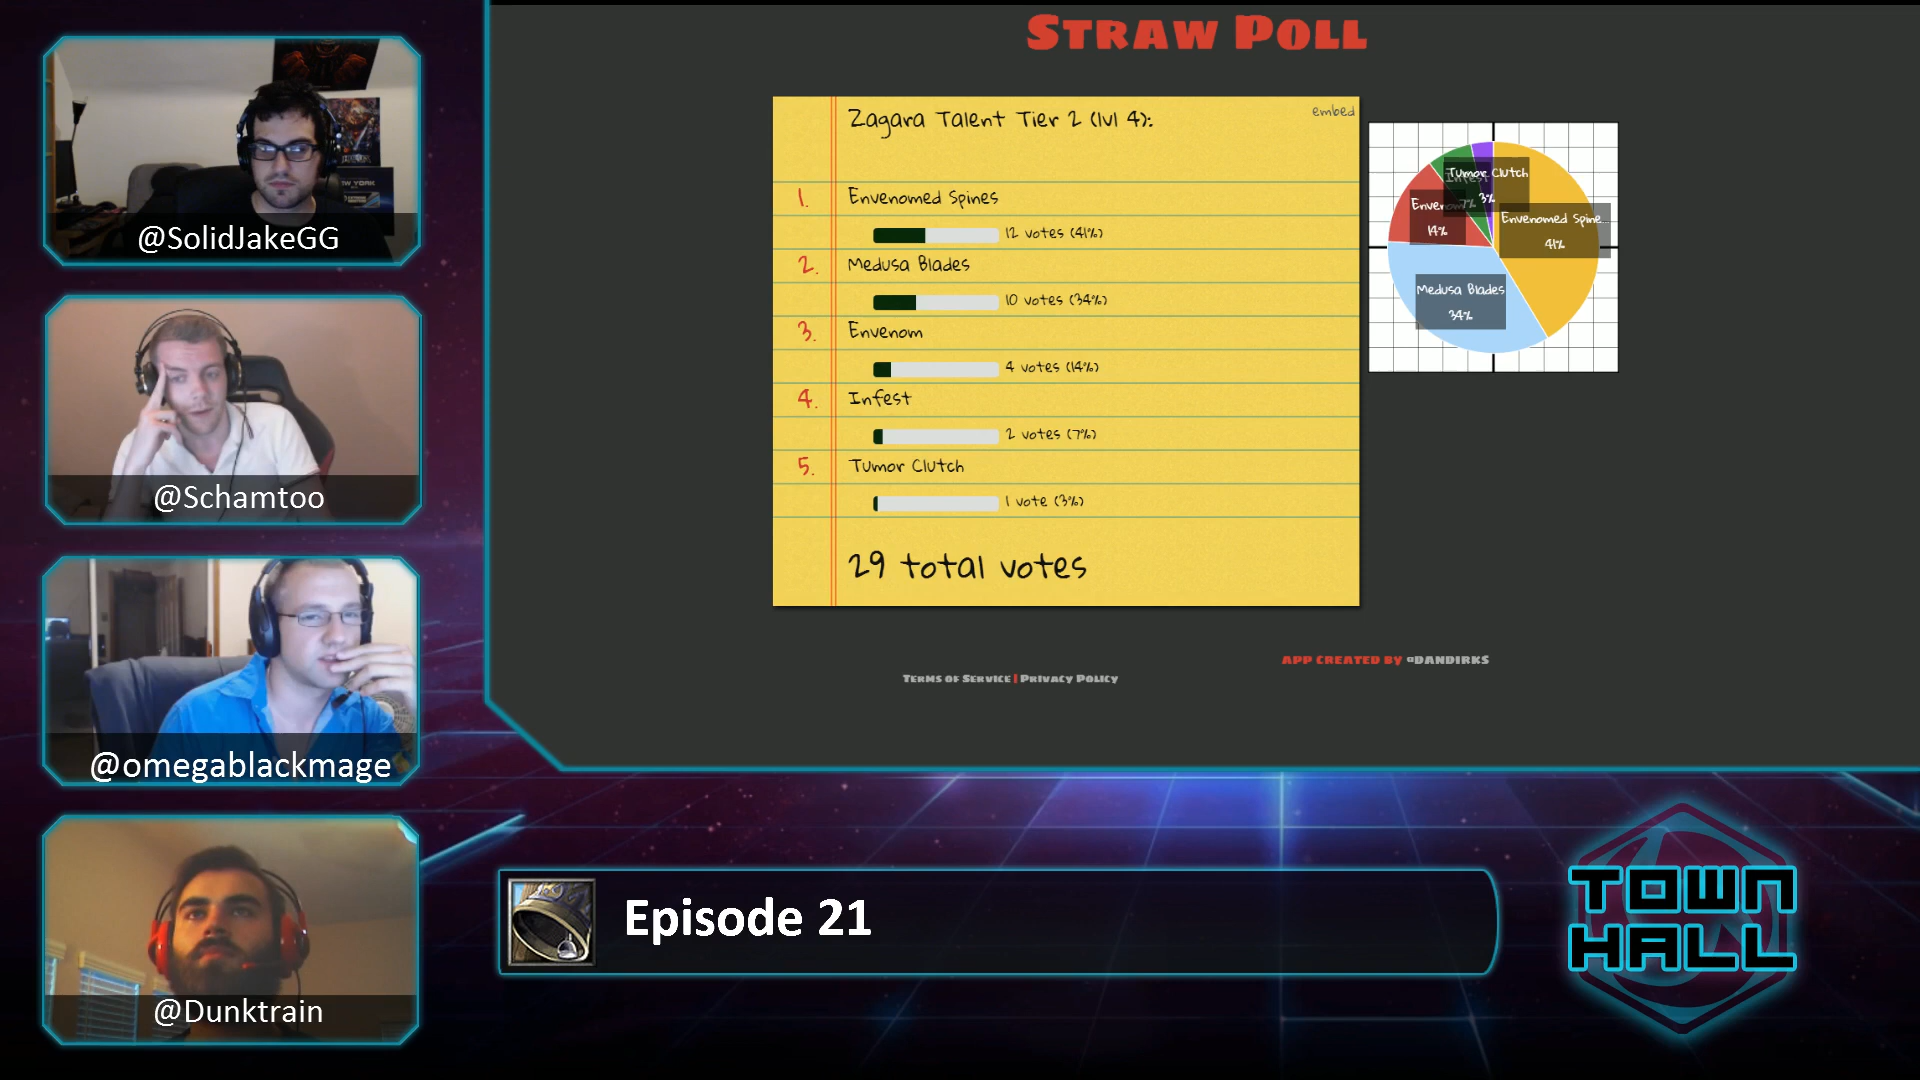 STRAW POLL
Zagara Talent Tier 2 (lvl 4):
embed
1. Envenomed Spines
12 votes (41%)
2. Medusa Blades
10 votes (34%)
3. Envenom
4 votes (14%)
4. Infest
2 votes (7%)
5. Tumor Clutch
1 vote (3%)
29 total votes
Tumor Clutch
3%
Infest
7%
Envenom
14%
Envenomed Spine
41%
Medusa Blades
34%
APP CREATED BY @DANDIRKS
TERMS OF SERVICE | PRIVACY POLICY
@SolidJakeGG
@Schamtoo
@omegablackmage
@Dunktrain
Episode 21
TOWN
HALL